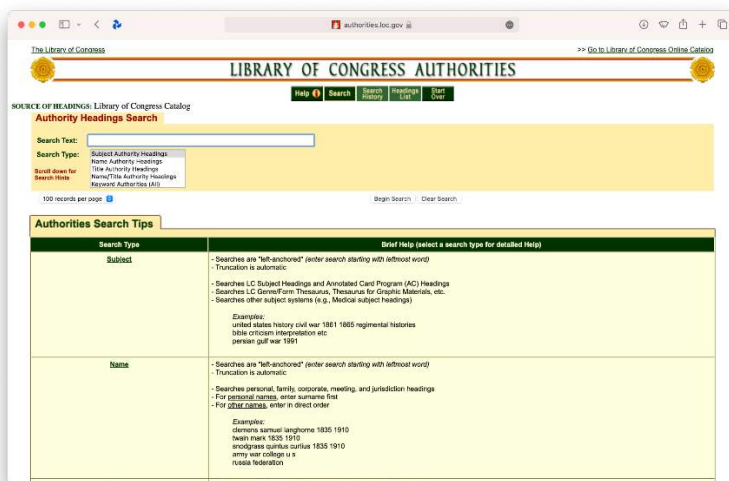 authorities.loc.gov
The Library of Congress
>> Go to Library of Congress Online Catalog
LIBRARY OF CONGRESS AUTHORITIES
Help Search Search History Headings List Start Over
SOURCE OF HEADINGS: Library of Congress Catalog
Authority Headings Search
Search Text:
Search Type:
Subject Authority Headings
Name Authority Headings
Title Authority Headings
Name/Title Authority Headings
Keyword Authorities (All)
Scroll down for
Search Hints
100 records per page
Begin Search Clear Search
Authorities Search Tips
Search Type Brief Help (select a search type for detailed Help)
Subject
- Searches are "left-anchored" (enter search starting with leftmost word)
- Truncation is automatic
- Searches LC Subject Headings and Annotated Card Program (AC) Headings
- Searches LC Genre/Form Thesaurus, Thesaurus for Graphic Materials, etc.
- Searches other subject systems (e.g., Medical subject headings)
Examples:
united states history civil war 1861 1865 regimental histories
bible criticism interpretation etc
persian gulf war 1991
Name
- Searches are "left-anchored" (enter search starting with leftmost word)
- Truncation is automatic
- Searches personal, family, corporate, meeting, and jurisdiction headings
- For personal names, enter surname first
- For other names, enter in direct order
Examples:
clemens samuel langhorne 1835 1910
twain mark 1835 1910
snodgrass quintus curtius 1835 1910
army war college u s
russia federation